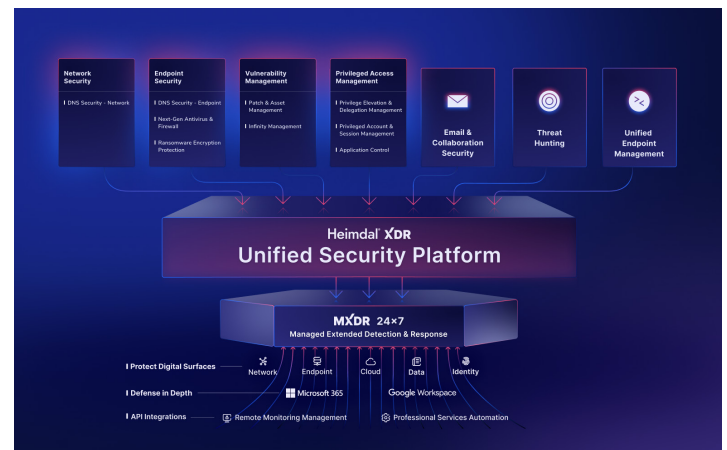 Network
Security
DNS Security - Network
Endpoint
Security
DNS Security - Endpoint
Next-Gen Antivirus &
Firewall
Ransomware Encryption
Protection
Vulnerability
Management
Patch & Asset
Management
Infinity Management
Privileged Access
Management
Privilege Elevation &
Delegation Management
Privileged Account &
Session Management
Application Control
Email &
Collaboration
Security
Threat
Hunting
Unified
Endpoint
Management
Heimdal® XDR
Unified Security Platform
MXDR 24×7
Managed Extended Detection & Response
Protect Digital Surfaces
Network
Endpoint
Cloud
Data
Identity
Defense in Depth
Microsoft 365
Google Workspace
API Integrations
Remote Monitoring Management
Professional Services Automation